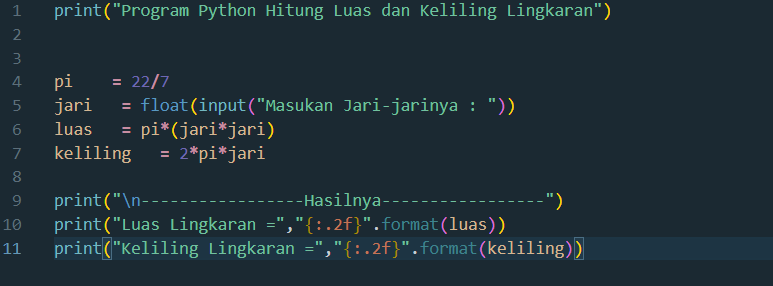 1 print("Program Python Hitung Luas dan Keliling Lingkaran")
2
3
4 pi    = 22/7
5 jari   = float(input("Masukan Jari-jarinya : "))
6 luas   = pi*(jari*jari)
7 keliling   = 2*pi*jari
8
9 print("\n-----------------Hasilnya-----------------")
10 print("Luas Lingkaran =","{:.2f}".format(luas))
11 print("Keliling Lingkaran =","{:.2f}".format(keliling))